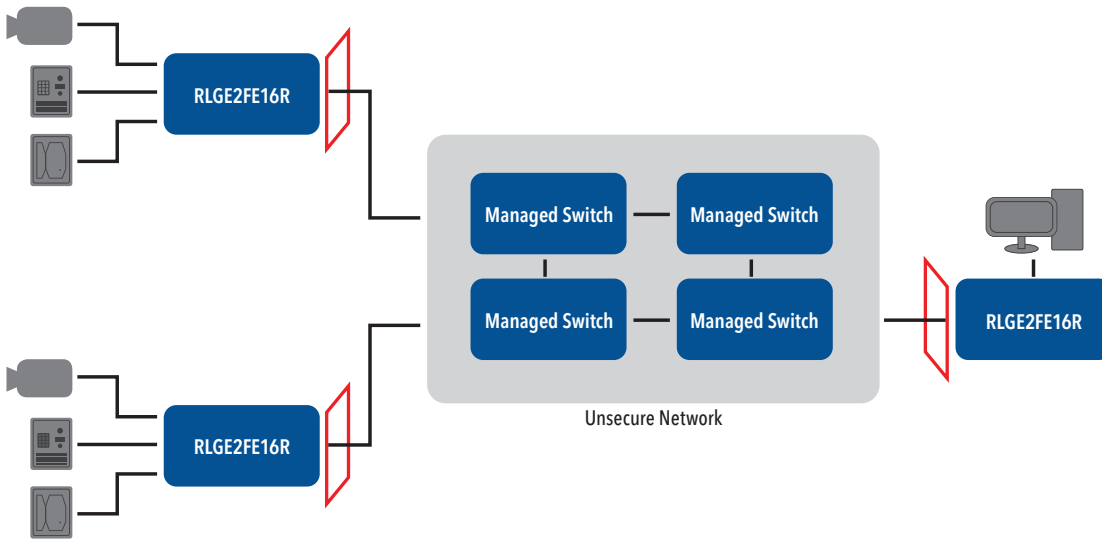 RLGE2FE16R
Managed Switch
Managed Switch
Managed Switch
Managed Switch
RLGE2FE16R
Unsecure Network
RLGE2FE16R